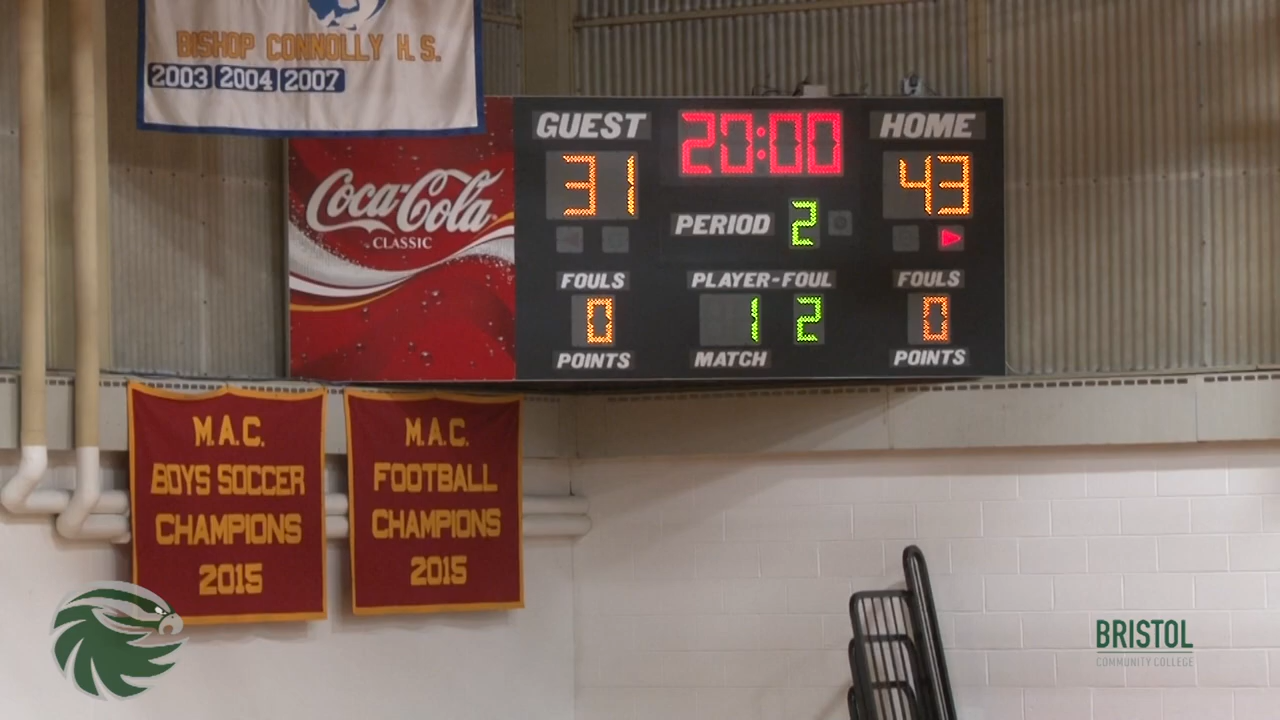 BISHOP CONNOLLY H.S.
2003 2004 2007
Coca-Cola
CLASSIC
GUEST
31
20:00
HOME
43
PERIOD 2
FOULS
0
POINTS
PLAYER-FOUL
1 2
MATCH
FOULS
0
POINTS
M.A.C.
BOYS SOCCER
CHAMPIONS
2015
M.A.C.
FOOTBALL
CHAMPIONS
2015
BRISTOL
COMMUNITY COLLEGE